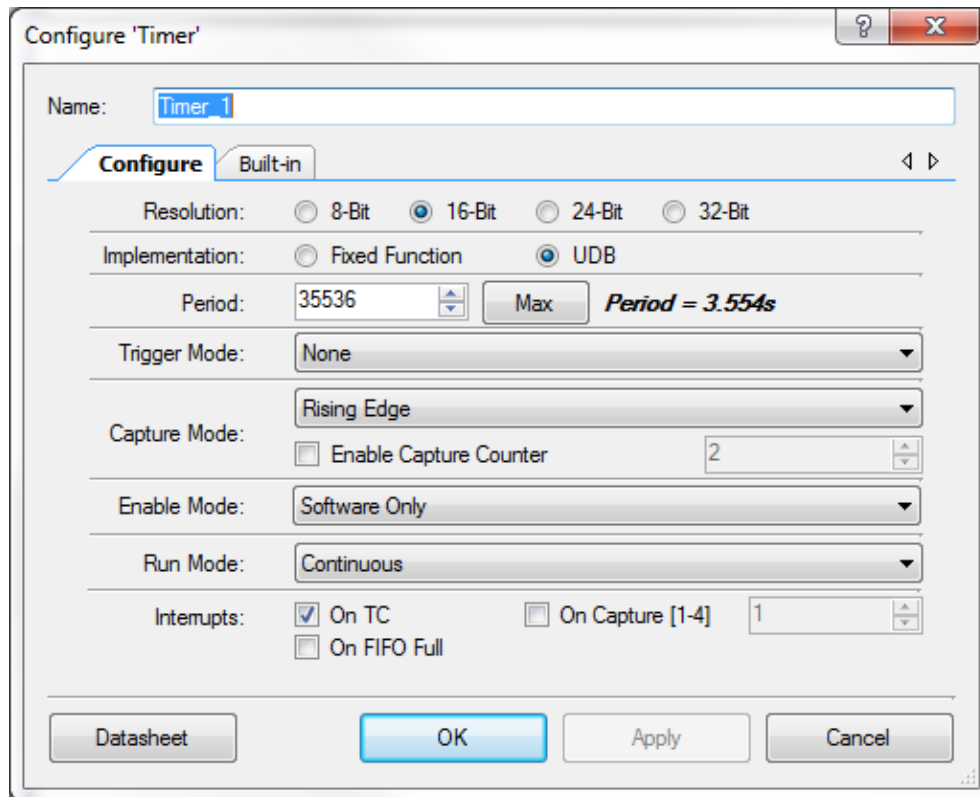 Configure 'Timer'
Name: Timer_1
Configure Built-in
Resolution: 8-Bit 16-Bit 24-Bit 32-Bit
Implementation: Fixed Function UDB
Period: 35536 Max Period = 3.554s
Trigger Mode: None
Capture Mode: Rising Edge
Enable Capture Counter 2
Enable Mode: Software Only
Run Mode: Continuous
Interrupts: On TC On Capture [1-4] 1
On FIFO Full
Datasheet OK Apply Cancel